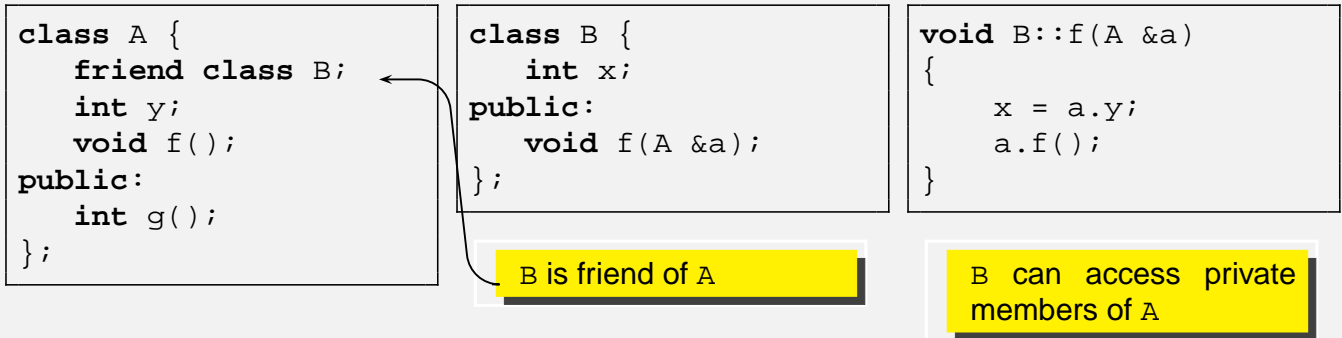 class A {
friend class B;
int y;
void f();
public:
int g();
};
class B {
int x;
public:
void f(A &a);
};
void B::f(A &a)
{
x = a.y;
a.f();
}
B is friend of A
B can access private
members of A